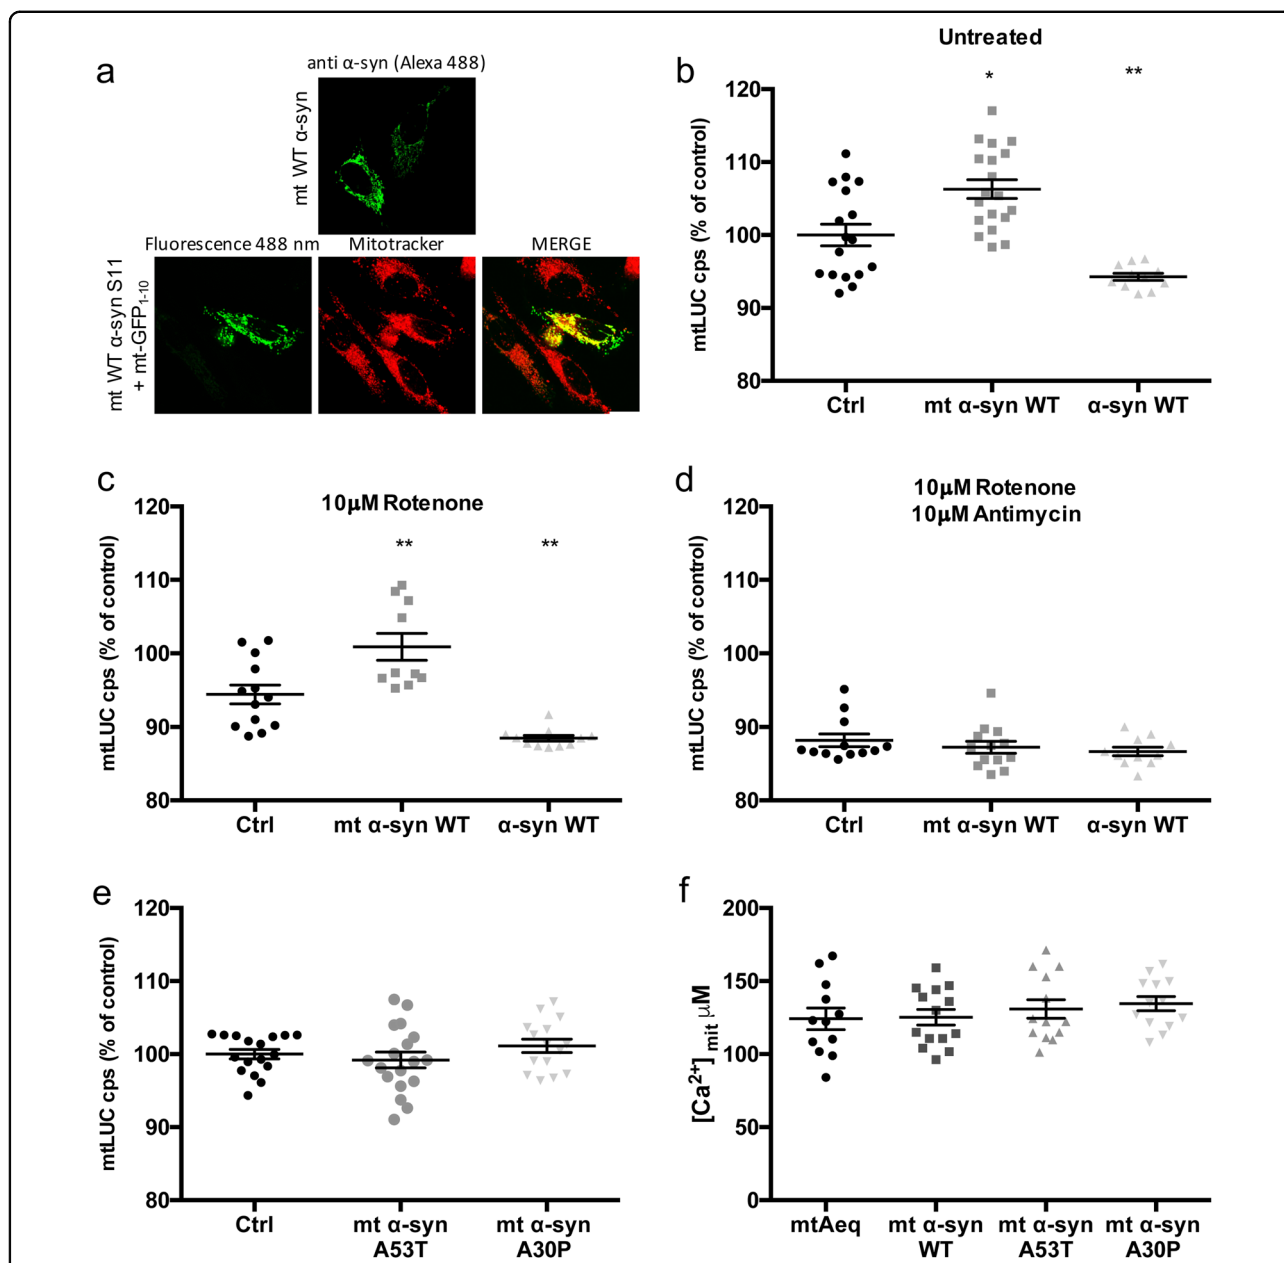 a
anti α-syn (Alexa 488)
mt WT α-syn
Fluorescence 488 nm
Mitotracker
MERGE
mt WT α-syn S11
+ mt-GFP1-10
b
Untreated
*
**
mtLUC cps (% of control)
120
110
100
90
80
Ctrl
mt α-syn WT
α-syn WT
c
10μM Rotenone
**
**
mtLUC cps (% of control)
120
110
100
90
80
Ctrl
mt α-syn WT
α-syn WT
d
10μM Rotenone
10μM Antimycin
mtLUC cps (% of control)
120
110
100
90
80
Ctrl
mt α-syn WT
α-syn WT
e
mtLUC cps (% of control)
120
110
100
90
80
Ctrl
mt α-syn
A53T
mt α-syn
A30P
f
[Ca2+] mit μM
200
150
100
50
0
mtAeq
mt α-syn
WT
mt α-syn
A53T
mt α-syn
A30P